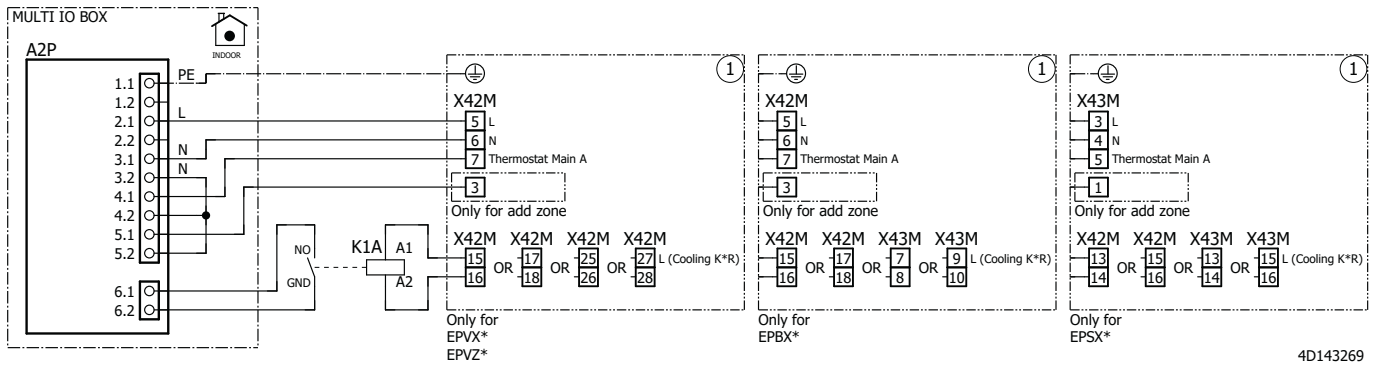 MULTI IO BOX
INDOOR
A2P
1.1
1.2
2.1
2.2
3.1
3.2
4.1
4.2
5.1
5.2
6.1
6.2
PE
L
N
N
NO
GND
K1A
A1
A2
1
X42M
5 L
6 N
7 Thermostat Main A
3
Only for add zone
X42M X42M X42M X42M
15 OR 17 OR 25 OR 27 L (Cooling K*R)
16 18 26 28
Only for
EPVX*
EPVZ*
1
X42M
5 L
6 N
7 Thermostat Main A
3
Only for add zone
X42M X42M X43M X43M
15 OR 17 OR 7 OR 9 L (Cooling K*R)
16 18 8 10
Only for
EPBX*
1
X43M
3 L
4 N
5 Thermostat Main A
1
Only for add zone
X42M X42M X43M X43M
13 OR 15 OR 13 OR 15 L (Cooling K*R)
14 16 14 16
Only for
EPSX*
4D143269